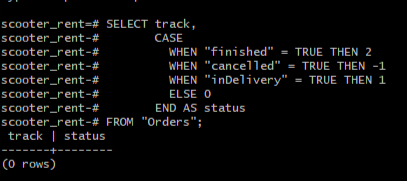 scooter_rent=# SELECT track,
scooter_rent-#        CASE
scooter_rent-#          WHEN "finished" = TRUE THEN 2
scooter_rent-#          WHEN "cancelled" = TRUE THEN -1
scooter_rent-#          WHEN "inDelivery" = TRUE THEN 1
scooter_rent-#          ELSE 0
scooter_rent-#        END AS status
scooter_rent-# FROM "Orders";
 track | status
-------+--------
(0 rows)